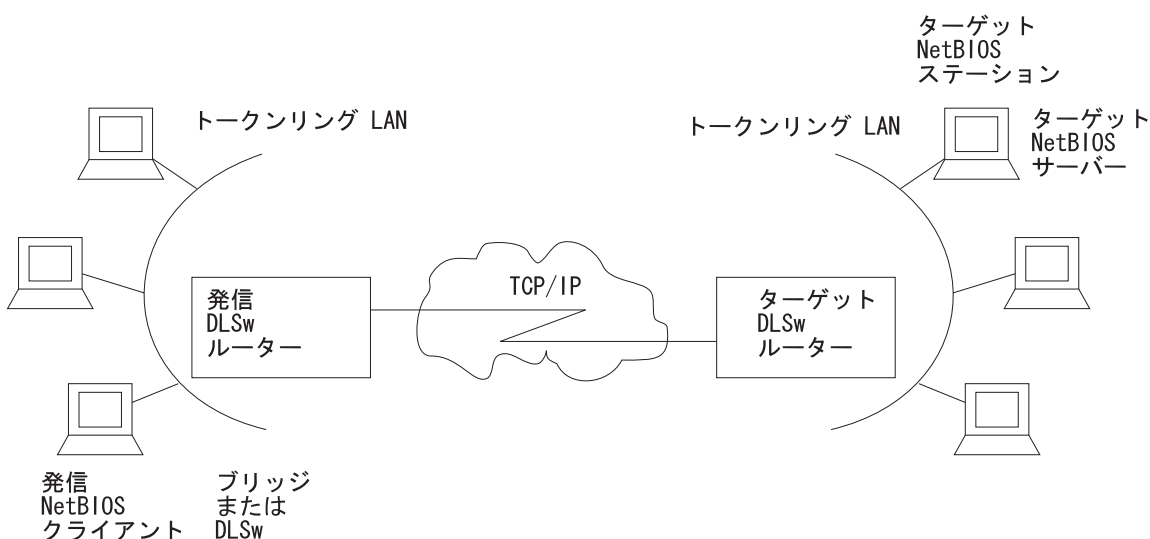 ターゲット
NetBIOS
ステーション
トークンリング LAN
トークンリング LAN
ターゲット
NetBIOS
サーバー
発信
DLSw
ルーター
TCP/IP
ターゲット
DLSw
ルーター
発信
NetBIOS
クライアント
ブリッジ
または
DLSw